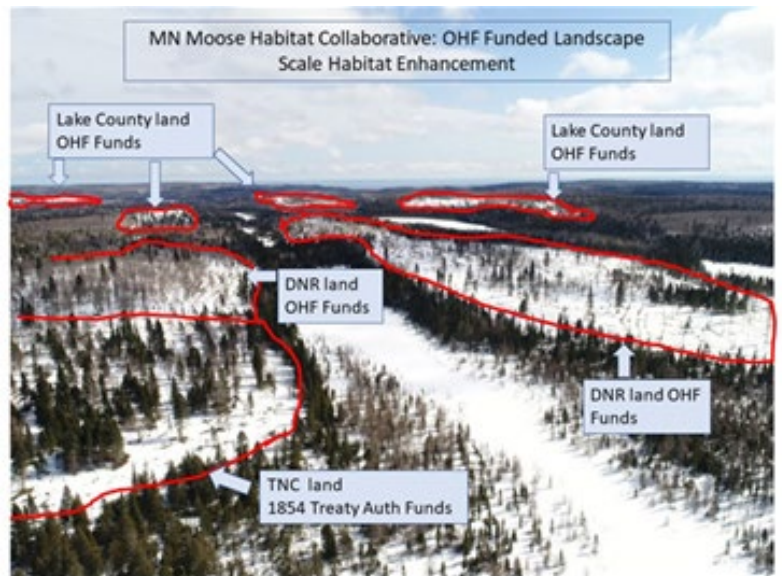 MN Moose Habitat Collaborative: OHF Funded Landscape
Scale Habitat Enhancement
Lake County land
OHF Funds
Lake County land
OHF Funds
DNR land
OHF Funds
DNR land OHF
Funds
TNC land
1854 Treaty Auth Funds